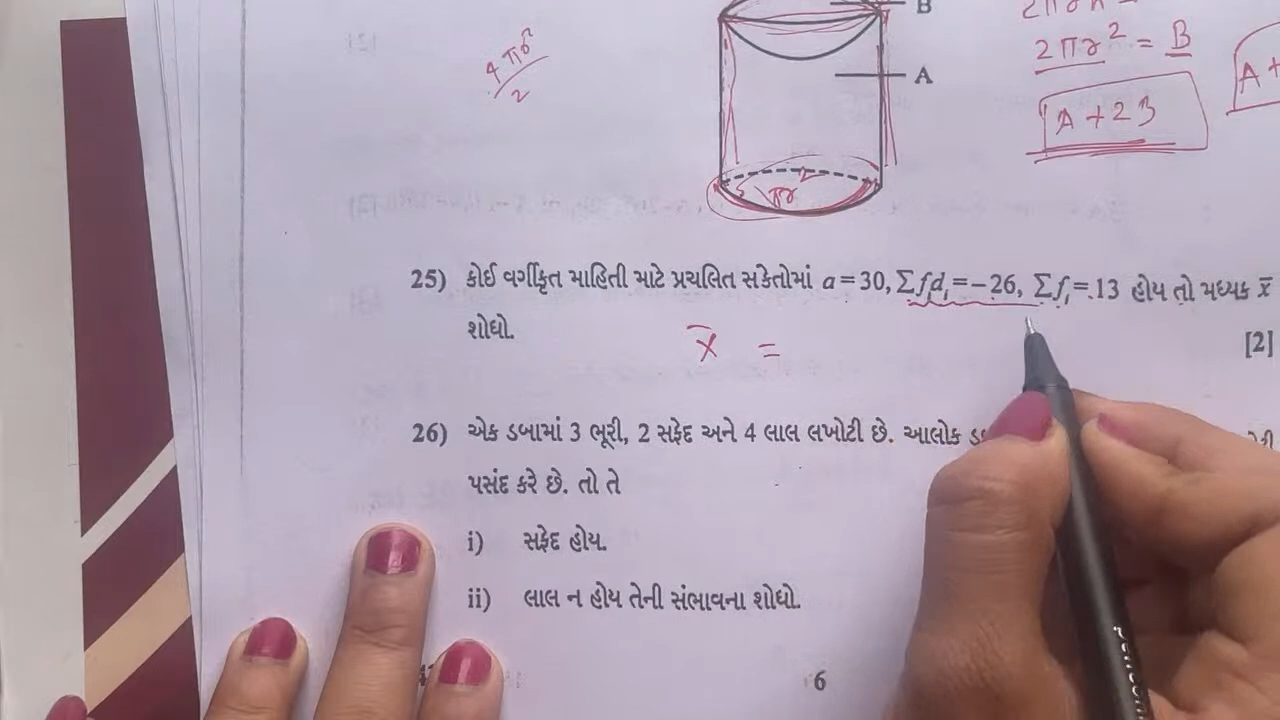 B
2πr² = B
4πr²/2
A
A + 2B
A +
πr²
25) કોઈ વર્ગીકૃત માહિતી માટે પ્રચલિત સંકેતોમાં a = 30, Σfᵢdᵢ = – 26, Σfᵢ = 13 હોય તો મધ્યક x̄
શોધો. [2]
x̄ =
26) એક ડબામાં 3 ભૂરી, 2 સફેદ અને 4 લાલ લખોટી છે. આલોક
પસંદ કરે છે. તો તે
i) સફેદ હોય.
ii) લાલ ન હોય તેની સંભાવના શોધો.
6